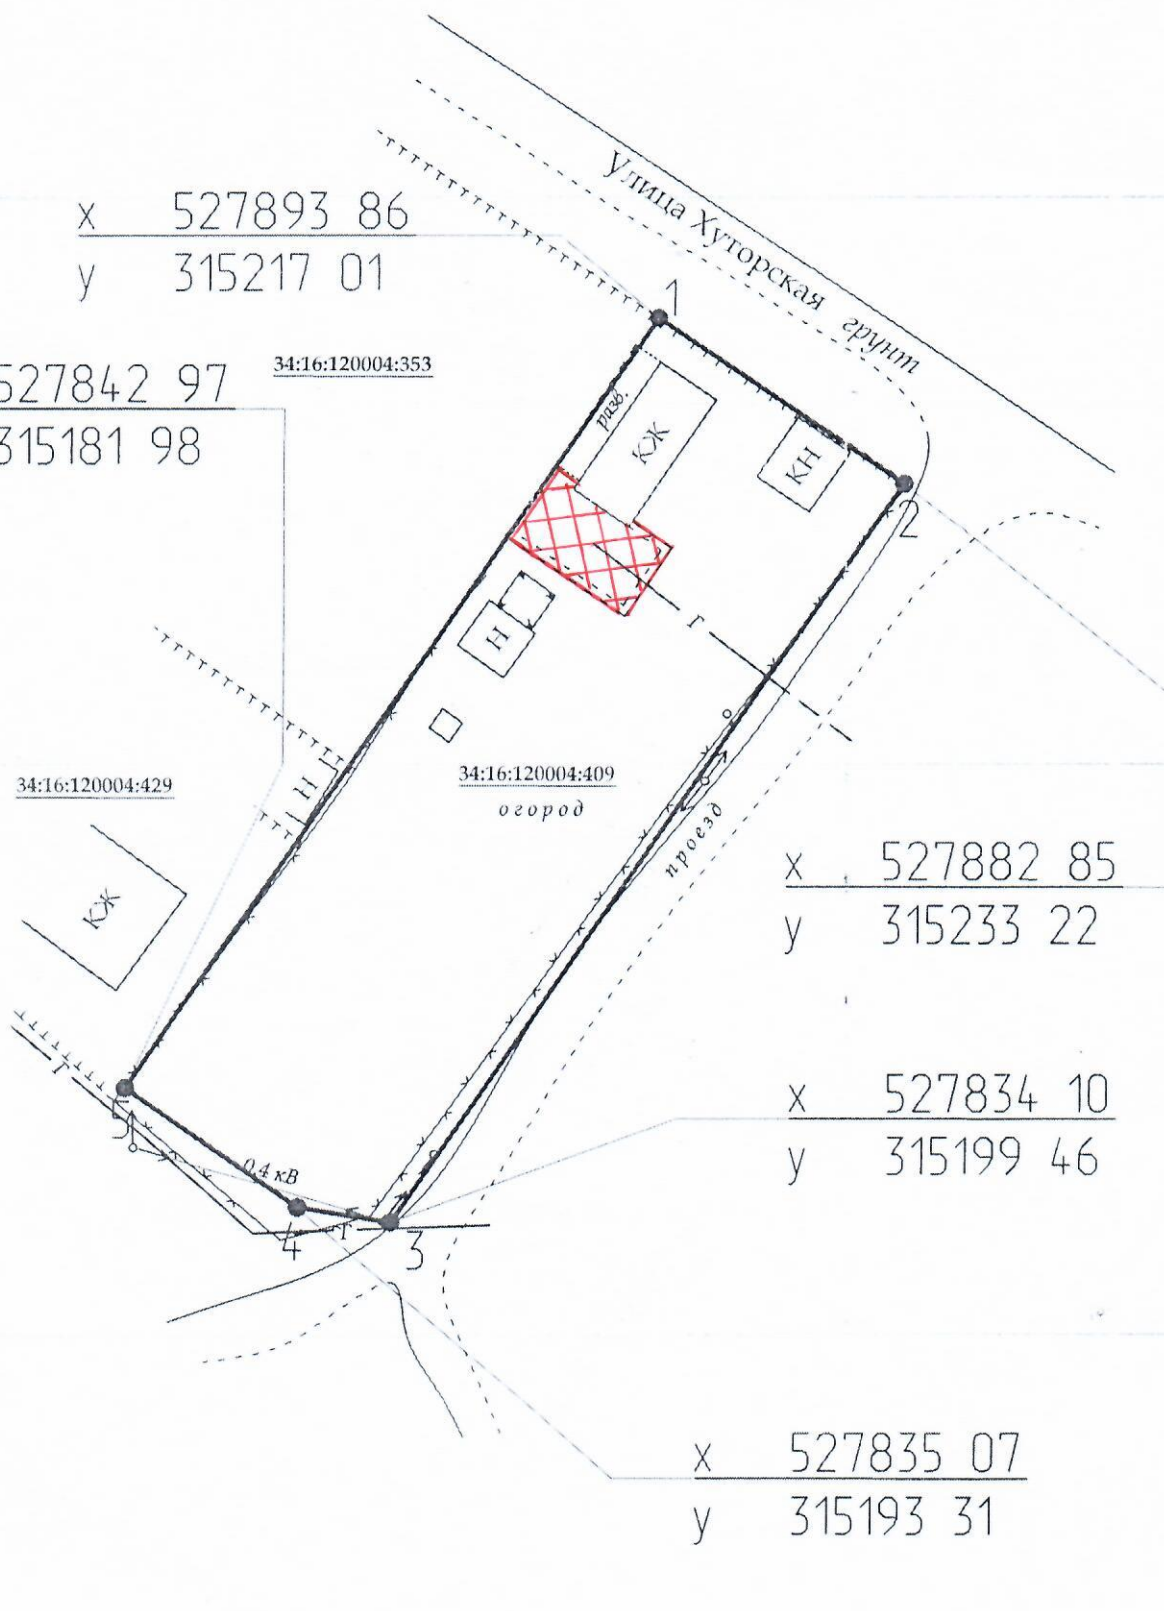 Улица Хуторская грунт
x 527893 86
y 315217 01
1
34:16:120004:353
527842 97
315181 98
разв.
КЖ
КН
2
Н
г
Н
34:16:120004:429
34:16:120004:409
огород
проезд
КЖ
x 527882 85
y 315233 22
x 527834 10
y 315199 46
Г
5
0,4 кВ
4
Г
3
x 527835 07
y 315193 31